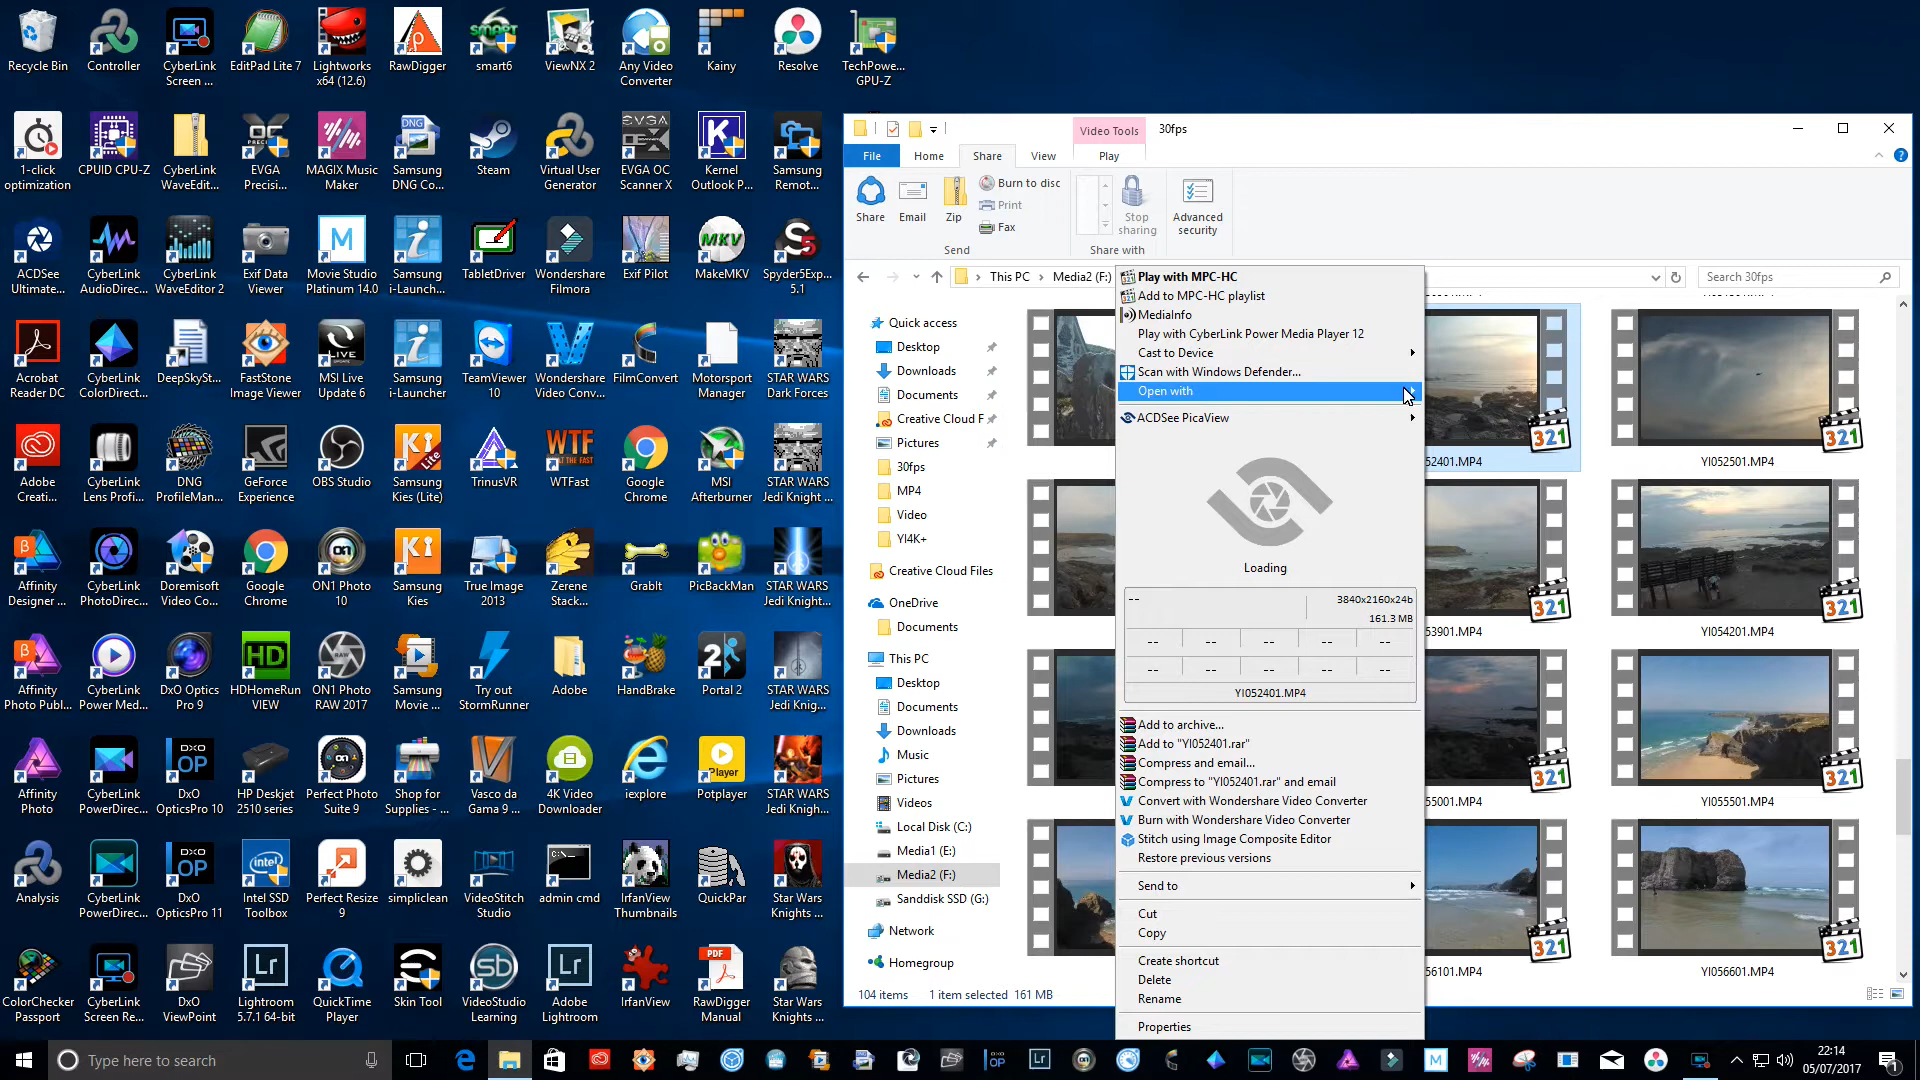 Recycle Bin
Controller
CyberLink
Screen ...
EditPad Lite 7
Lightworks
x64 (12.6)
RawDigger
smart6
ViewNX 2
Any Video
Converter
Kainy
Resolve
TechPowe...
GPU-Z
1-click
optimization
CPUID CPU-Z
CyberLink
WaveEdit...
EVGA
Precisi...
MAGIX Music
Maker
Samsung
DNG Co...
Steam
Virtual User
Generator
EVGA OC
Scanner X
Kernel
Outlook P...
Samsung
Remot...
ACDSee
Ultimate...
CyberLink
AudioDirec...
CyberLink
WaveEditor 2
Exif Data
Viewer
Movie Studio
Platinum 14.0
Samsung
i-Launch...
TabletDriver
Wondershare
Filmora
Exif Pilot
MakeMKV
Spyder5Exp...
5.1
Acrobat
Reader DC
CyberLink
ColorDirect...
DeepSkySt...
FastStone
Image Viewer
MSI Live
Update 6
Samsung
i-Launcher
TeamViewer
10
Wondershare
Video Conv...
FilmConvert
Motorsport
Manager
STAR WARS
Dark Forces
Adobe
Creati...
CyberLink
Lens Profi...
DNG
ProfileMan...
GeForce
Experience
OBS Studio
Samsung
Kies (Lite)
TrinusVR
WTFast
Google
Chrome
MSI
Afterburner
STAR WARS
Jedi Knight ...
Affinity
Designer ...
CyberLink
PhotoDirec...
Doremisoft
Video Co...
Google
Chrome
ON1 Photo
10
Samsung
Kies
True Image
2013
Zerene
Stack...
GrabIt
PicBackMan
STAR WARS
Jedi Knight...
Affinity
Photo Publ...
CyberLink
Power Med...
DxO Optics
Pro 9
HDHomeRun
VIEW
ON1 Photo
RAW 2017
Samsung
Movie ...
Try out
StormRunner
Adobe
HandBrake
Portal 2
STAR WARS
Jedi Knig...
Affinity
Photo
CyberLink
PowerDirec...
DxO
OpticsPro 10
HP Deskjet
2510 series
Perfect Photo
Suite 9
Shop for
Supplies - ...
Vasco da
Gama 9 ...
4K Video
Downloader
iexplore
Potplayer
STAR WARS
Jedi Knigh...
Analysis
CyberLink
PowerDirec...
DxO
OpticsPro 11
Intel SSD
Toolbox
Perfect Resize
9
simpliclean
VideoStitch
Studio
admin cmd
IrfanView
Thumbnails
QuickPar
Star Wars
Knights ...
ColorChecker
Passport
CyberLink
Screen Re...
DxO
ViewPoint
Lightroom
5.7.1 64-bit
QuickTime
Player
Skin Tool
VideoStudio
Learning
Adobe
Lightroom
IrfanView
RawDigger
Manual
Star Wars
Knights ...
Video Tools
30fps
File
Home
Share
View
Play
Share
Email
Zip
Burn to disc
Print
Fax
Send
Stop
sharing
Share with
Advanced
security
This PC
Media2 (F:)
Search 30fps
Quick access
Desktop
Downloads
Documents
Creative Cloud F
Pictures
30fps
MP4
Video
YI4K+
Creative Cloud Files
OneDrive
Documents
This PC
Desktop
Documents
Downloads
Music
Pictures
Videos
Local Disk (C:)
Media1 (E:)
Media2 (F:)
Sanddisk SSD (G:)
Network
Homegroup
104 items
1 item selected 161 MB
Play with MPC-HC
Add to MPC-HC playlist
MediaInfo
Play with CyberLink Power Media Player 12
Cast to Device
Scan with Windows Defender...
Open with
ACDSee PicaView
Loading
--
3840x2160x24b
161.3 MB
-- -- -- -- --
-- -- -- -- --
YI052401.MP4
Add to archive...
Add to "YI052401.rar"
Compress and email...
Compress to "YI052401.rar" and email
Convert with Wondershare Video Converter
Burn with Wondershare Video Converter
Stitch using Image Composite Editor
Restore previous versions
Send to
Cut
Copy
Create shortcut
Delete
Rename
Properties
52401.MP4
YI052501.MP4
53901.MP4
YI054201.MP4
55001.MP4
YI055501.MP4
56101.MP4
YI056601.MP4
Type here to search
22:14
05/07/2017